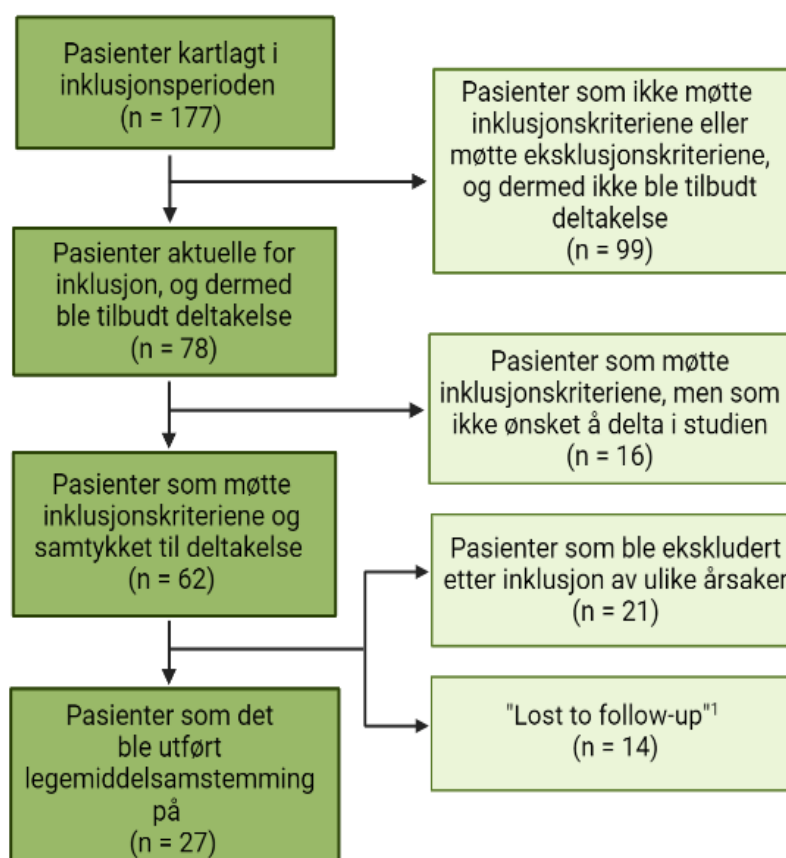 Pasienter kartlagt i
inklusjonsperioden
(n = 177)
Pasienter som ikke møtte
inklusjonskriteriene eller
møtte eksklusjonskriteriene,
og dermed ikke ble tilbudt
deltakelse
(n = 99)
Pasienter aktuelle for
inklusjon, og dermed
ble tilbudt deltakelse
(n = 78)
Pasienter som møtte
inklusjonskriteriene, men som
ikke ønsket å delta i studien
(n = 16)
Pasienter som møtte
inklusjonskriteriene og
samtykket til deltakelse
(n = 62)
Pasienter som ble ekskludert
etter inklusjon av ulike årsaker
(n = 21)
"Lost to follow-up"¹
(n = 14)
Pasienter som det
ble utført
legemiddelsamstemming
på
(n = 27)